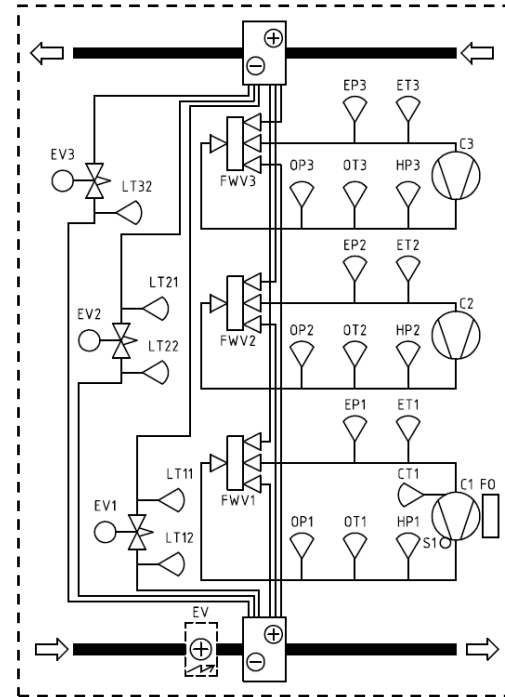 EP3 ET3
C3
EV3
FWV3
OP3 OT3 HP3
LT32
EP2 ET2
LT21
C2
EV2
FWV2
OP2 OT2 HP2
LT22
EP1 ET1
LT11
CT1 C1 FO
EV1
FWV1
OP1 OT1 HP1 S1
LT12
EV